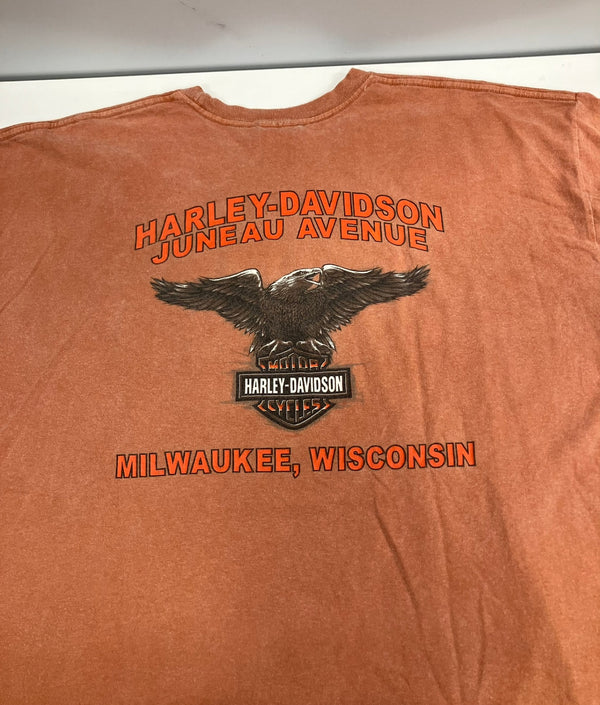 HARLEY-DAVIDSON
JUNEAU AVENUE
MOTOR
HARLEY-DAVIDSON
CYCLES
MILWAUKEE, WISCONSIN